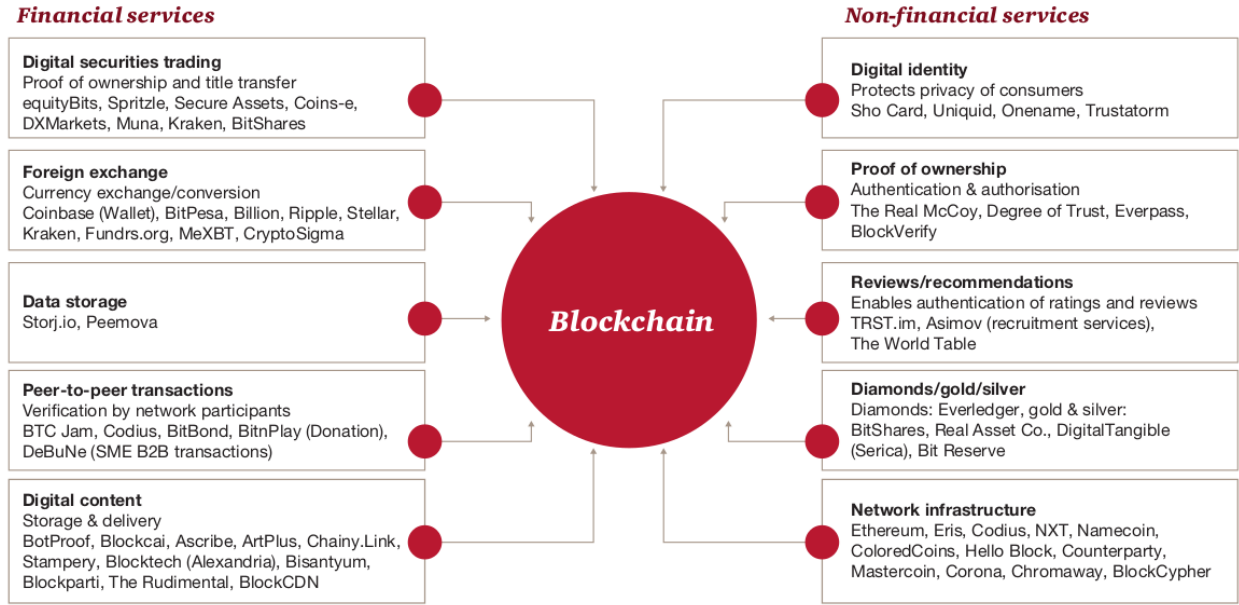 Financial services
Digital securities trading
Proof of ownership and title transfer
equityBits, Spritzle, Secure Assets, Coins-e,
DXMarkets, Muna, Kraken, BitShares
Foreign exchange
Currency exchange/conversion
Coinbase (Wallet), BitPesa, Billion, Ripple, Stellar,
Kraken, Fundrs.org, MeXBT, CryptoSigma
Data storage
Storj.io, Peemova
Peer-to-peer transactions
Verification by network participants
BTC Jam, Codius, BitBond, BitnPlay (Donation),
DeBuNe (SME B2B transactions)
Digital content
Storage & delivery
BotProof, Blockcai, Ascribe, ArtPlus, Chainy.Link,
Stampery, Blocktech (Alexandria), Bisantyum,
Blockparti, The Rudimental, BlockCDN
Blockchain
Non-financial services
Digital identity
Protects privacy of consumers
Sho Card, Uniquid, Onename, Trustatorm
Proof of ownership
Authentication & authorisation
The Real McCoy, Degree of Trust, Everpass,
BlockVerify
Reviews/recommendations
Enables authentication of ratings and reviews
TRST.im, Asimov (recruitment services),
The World Table
Diamonds/gold/silver
Diamonds: Everledger, gold & silver:
BitShares, Real Asset Co., DigitalTangible
(Serica), Bit Reserve
Network infrastructure
Ethereum, Eris, Codius, NXT, Namecoin,
ColoredCoins, Hello Block, Counterparty,
Mastercoin, Corona, Chromaway, BlockCypher